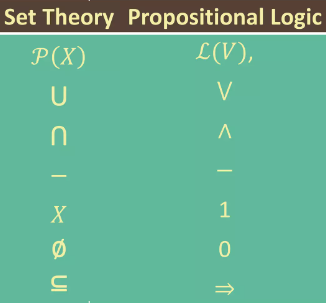 Set Theory Propositional Logic
𝒫(X) ℒ(V),
∪ ∨
∩ ∧
— —
X 1
∅ 0
⊆ ⇒